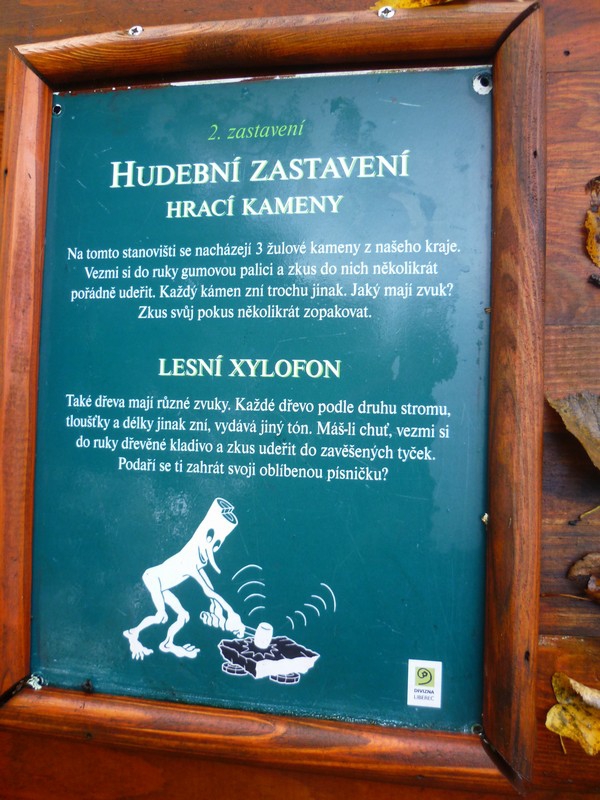 2. zastavení
HUDEBNÍ ZASTAVENÍ
HRACÍ KAMENY
Na tomto stanovišti se nacházejí 3 žulové kameny z našeho kraje.
Vezmi si do ruky gumovou palici a zkus do nich několikrát
pořádně udeřit. Každý kámen zní trochu jinak. Jaký mají zvuk?
Zkus svůj pokus několikrát zopakovat.
LESNÍ XYLOFON
Také dřeva mají různé zvuky. Každé dřevo podle druhu stromu,
tloušťky a délky jinak zní, vydává jiný tón. Máš-li chuť, vezmi si
do ruky dřevěné kladivo a zkus udeřit do zavěšených tyček.
Podaří se ti zahrát svoji oblíbenou písničku?
DIVIZNA
LIBEREC